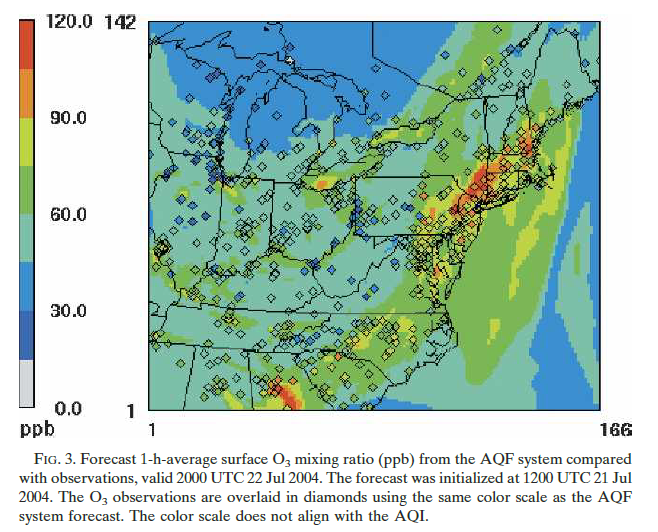 120.0 142
90.0
60.0
30.0
0.0 1
ppb 1 166
FIG. 3. Forecast 1-h-average surface O₃ mixing ratio (ppb) from the AQF system compared
with observations, valid 2000 UTC 22 Jul 2004. The forecast was initialized at 1200 UTC 21 Jul
2004. The O₃ observations are overlaid in diamonds using the same color scale as the AQF
system forecast. The color scale does not align with the AQI.